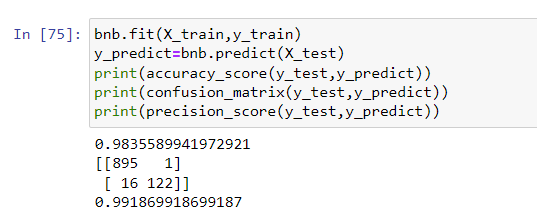 In [75]: bnb.fit(X_train,y_train)
y_predict=bnb.predict(X_test)
print(accuracy_score(y_test,y_predict))
print(confusion_matrix(y_test,y_predict))
print(precision_score(y_test,y_predict))
0.9835589941972921
[[895   1]
 [ 16 122]]
0.991869918699187